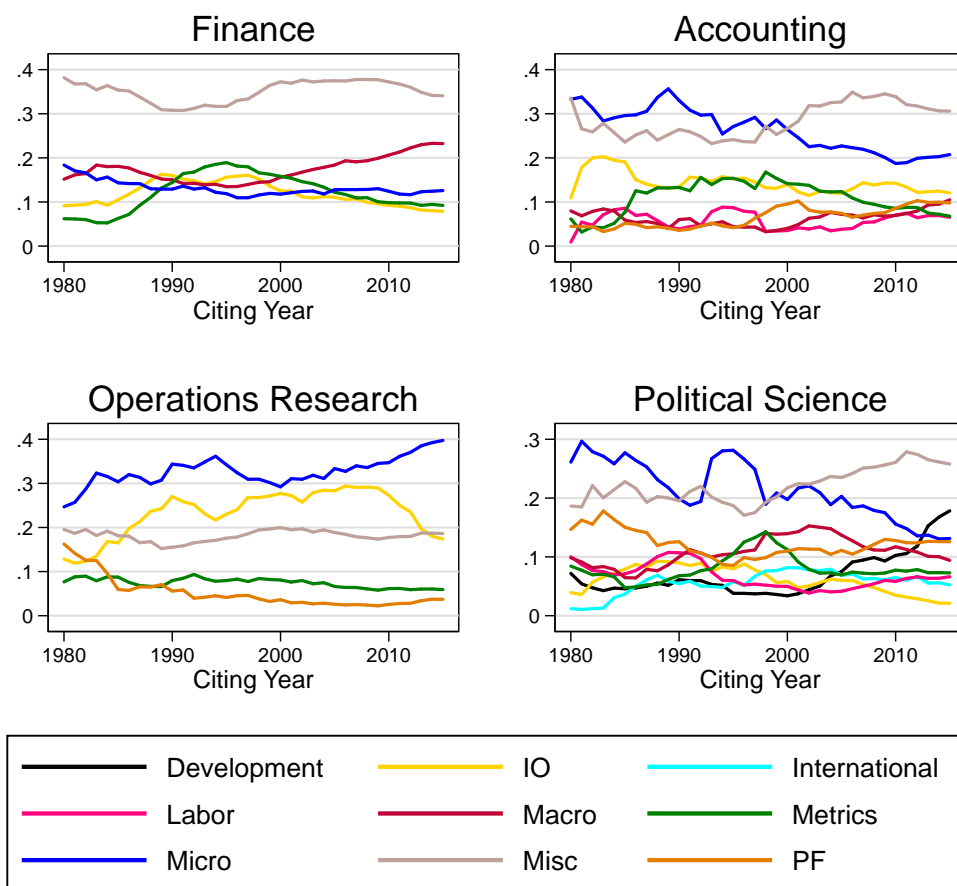 Finance
Accounting
.4
.3
.2
.1
0
1980 1990 2000 2010
Citing Year
.4
.3
.2
.1
0
1980 1990 2000 2010
Citing Year
Operations Research
Political Science
.4
.3
.2
.1
0
1980 1990 2000 2010
Citing Year
.3
.2
.1
0
1980 1990 2000 2010
Citing Year
Development IO International
Labor Macro Metrics
Micro Misc PF